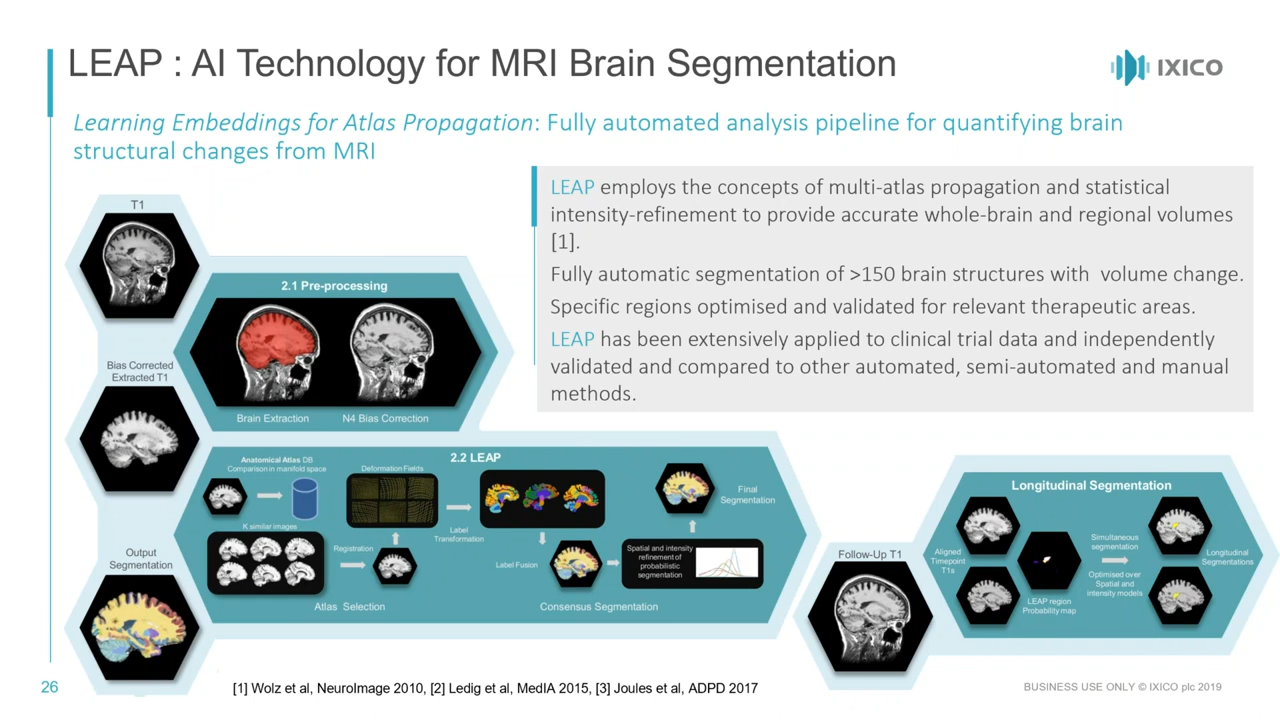 LEAP : AI Technology for MRI Brain Segmentation
IXICO
Learning Embeddings for Atlas Propagation: Fully automated analysis pipeline for quantifying brain
structural changes from MRI
LEAP employs the concepts of multi-atlas propagation and statistical
intensity-refinement to provide accurate whole-brain and regional volumes
[1].
Fully automatic segmentation of >150 brain structures with volume change.
Specific regions optimised and validated for relevant therapeutic areas.
LEAP has been extensively applied to clinical trial data and independently
validated and compared to other automated, semi-automated and manual
methods.
T1
2.1 Pre-processing
Brain Extraction
N4 Bias Correction
Bias Corrected
Extracted T1
2.2 LEAP
Anatomical Atlas DB
Comparison in manifold space
K similar images
Registration
Atlas Selection
Deformation Fields
Label
Transformation
Label Fusion
Spatial and intensity
refinement of
probabilistic
segmentation
Final
Segmentation
Consensus Segmentation
Output
Segmentation
Follow-Up T1
Longitudinal Segmentation
Aligned
Timepoint
T1s
LEAP region
Probability map
Simultaneous
segmentation
Optimised over
Spatial and
intensity models
Longitudinal
Segmentations
26
[1] Wolz et al, NeuroImage 2010, [2] Ledig et al, MedIA 2015, [3] Joules et al, ADPD 2017
BUSINESS USE ONLY © IXICO plc 2019